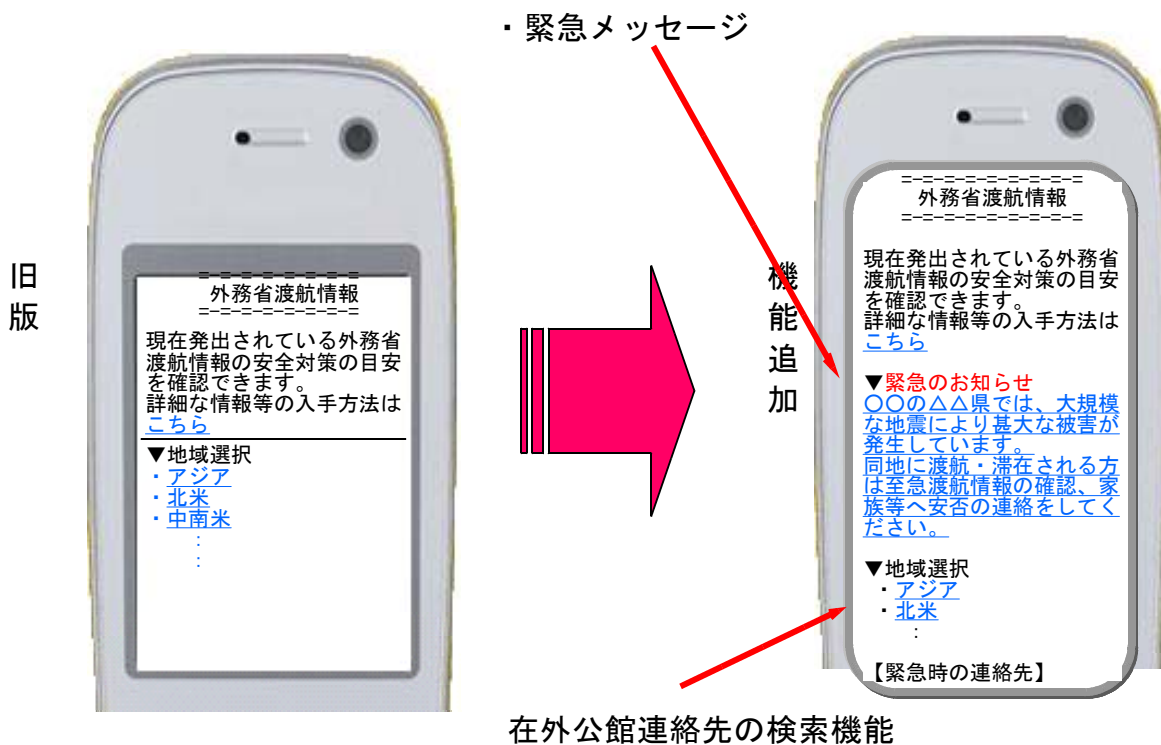 ・緊急メッセージ
旧
版
=-=-=-=-=-=-=-=
外務省渡航情報
=-=-=-=-=-=-=-=
現在発出されている外務省
渡航情報の安全対策の目安
を確認できます。
詳細な情報等の入手方法は
こちら
▼地域選択
・アジア
・北米
・中南米
:
:
機
能
追
加
=-=-=-=-=-=-=-=-=
外務省渡航情報
=-=-=-=-=-=-=-=-=
現在発出されている外務省
渡航情報の安全対策の目安
を確認できます。
詳細な情報等の入手方法は
こちら
▼緊急のお知らせ
〇〇の△△県では、大規模
な地震により甚大な被害が
発生しています。
同地に渡航・滞在される方
は至急渡航情報の確認、家
族等へ安否の連絡をしてく
ださい。
▼地域選択
・アジア
・北米
:
【緊急時の連絡先】
在外公館連絡先の検索機能